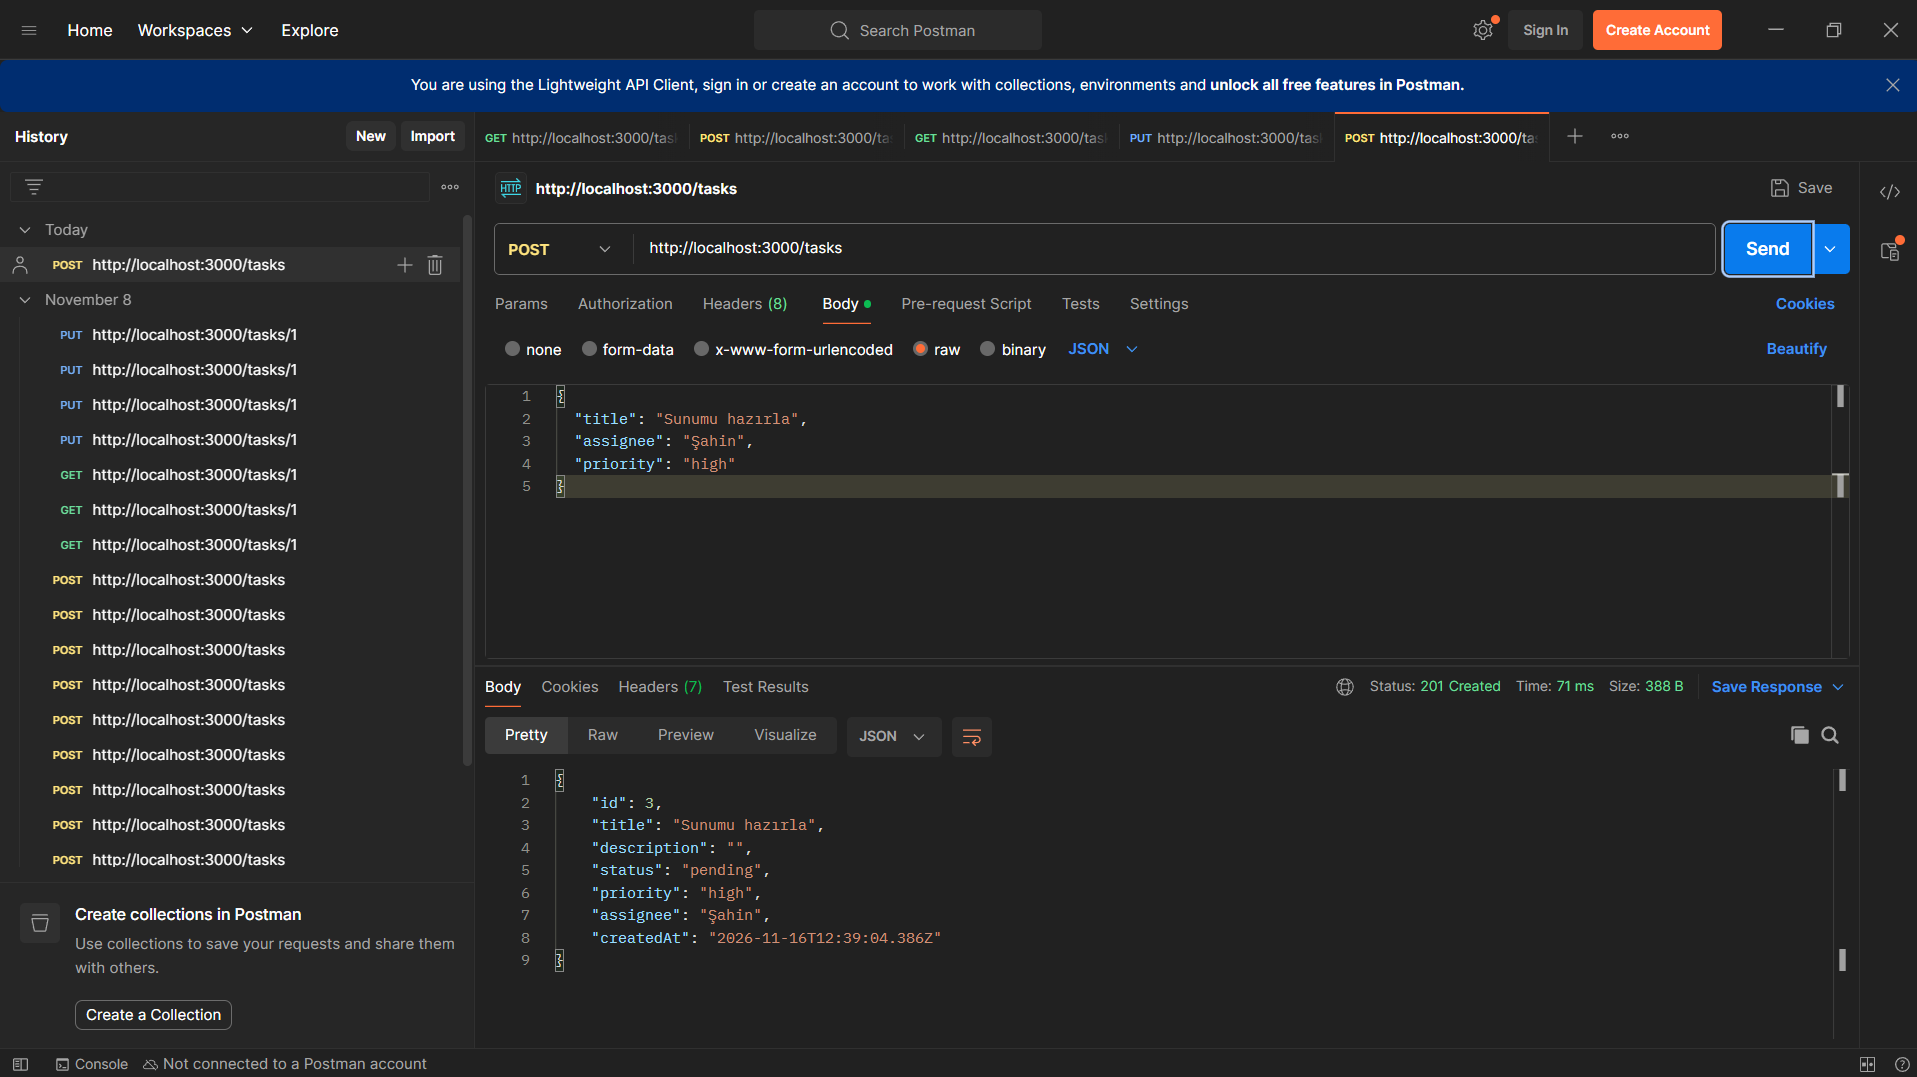 Home Workspaces Explore Search Postman Sign In Create Account
You are using the Lightweight API Client, sign in or create an account to work with collections, environments and unlock all free features in Postman.
History New Import
GET http://localhost:3000/tas POST http://localhost:3000/ta GET http://localhost:3000/tas PUT http://localhost:3000/tas POST http://localhost:3000/ta
HTTP http://localhost:3000/tasks Save
POST http://localhost:3000/tasks Send
Params Authorization Headers (8) Body Pre-request Script Tests Settings Cookies
none form-data x-www-form-urlencoded raw binary JSON Beautify
1 {
2 "title": "Sunumu hazırla",
3 "assignee": "Şahin",
4 "priority": "high"
5 }
Today
POST http://localhost:3000/tasks
November 8
PUT http://localhost:3000/tasks/1
PUT http://localhost:3000/tasks/1
PUT http://localhost:3000/tasks/1
PUT http://localhost:3000/tasks/1
GET http://localhost:3000/tasks/1
GET http://localhost:3000/tasks/1
GET http://localhost:3000/tasks/1
POST http://localhost:3000/tasks
POST http://localhost:3000/tasks
POST http://localhost:3000/tasks
POST http://localhost:3000/tasks
POST http://localhost:3000/tasks
POST http://localhost:3000/tasks
POST http://localhost:3000/tasks
POST http://localhost:3000/tasks
POST http://localhost:3000/tasks
Body Cookies Headers (7) Test Results Status: 201 Created Time: 71 ms Size: 388 B Save Response
Pretty Raw Preview Visualize JSON
1 {
2 "id": 3,
3 "title": "Sunumu hazırla",
4 "description": "",
5 "status": "pending",
6 "priority": "high",
7 "assignee": "Şahin",
8 "createdAt": "2026-11-16T12:39:04.386Z"
9 }
Create collections in Postman
Use collections to save your requests and share them
with others.
Create a Collection
Console Not connected to a Postman account